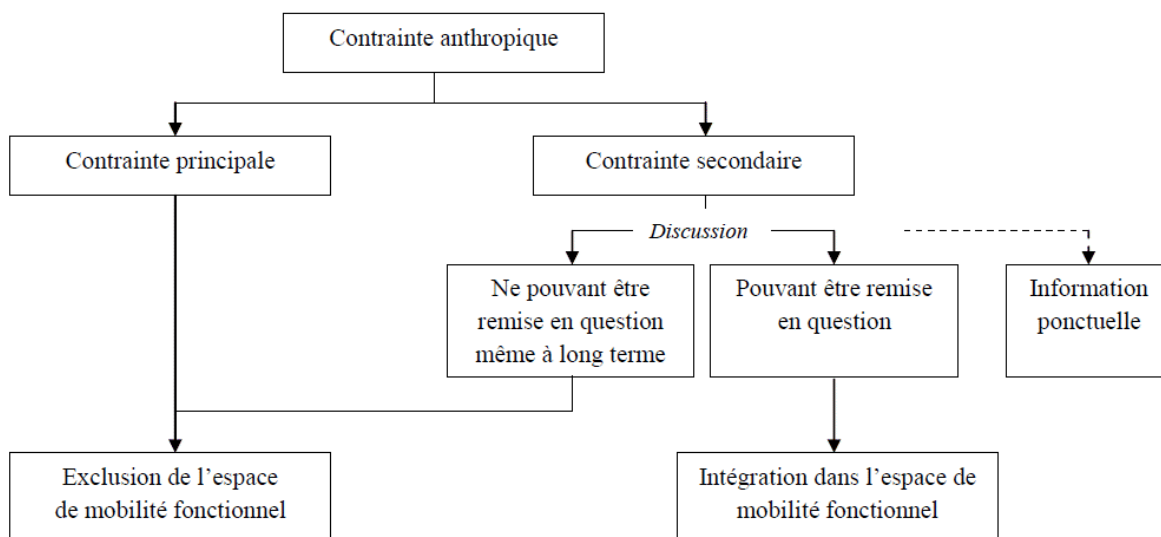 Contrainte anthropique
Contrainte principale
Contrainte secondaire
Discussion
Ne pouvant être
remise en question
même à long terme
Pouvant être remise
en question
Information
ponctuelle
Exclusion de l’espace
de mobilité fonctionnel
Intégration dans l’espace de
mobilité fonctionnel